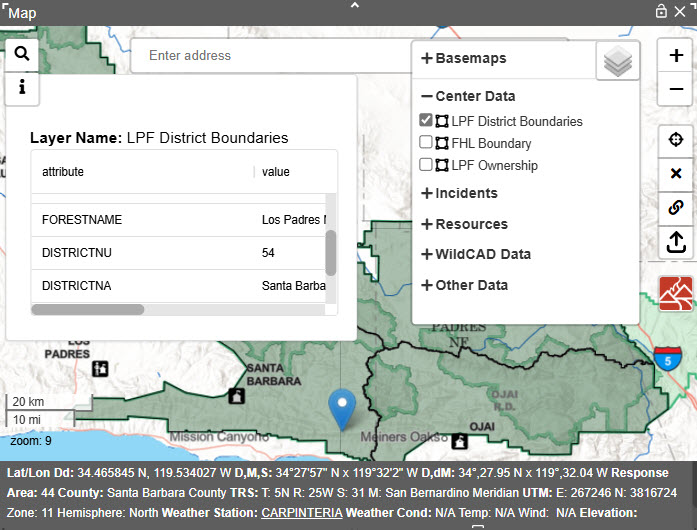 Map
Enter address
i
Layer Name: LPF District Boundaries
attribute value
FORESTNAME Los Padres
DISTRICTNU 54
DISTRICTNA Santa Barba
+Basemaps
−Center Data
LPF District Boundaries
FHL Boundary
LPF Ownership
+Incidents
+Resources
+WildCAD Data
+Other Data
+
−
PADRES
NF
LOS
PADRES
SANTA
BARBARA
OJAI
R.D.
OJAI
5
Mission Canyon
Meiners Oaks
20 km
10 mi
zoom: 9
Lat/Lon Dd: 34.465845 N, 119.534027 W D,M,S: 34°27'57" N x 119°32'2" W D,dM: 34°,27.95 N x 119°,32.04 W Response
Area: 44 County: Santa Barbara County TRS: T: 5N R: 25W S: 31 M: San Bernardino Meridian UTM: E: 267246 N: 3816724
Zone: 11 Hemisphere: North Weather Station: CARPINTERIA Weather Cond: N/A Temp: N/A Wind: N/A Elevation: